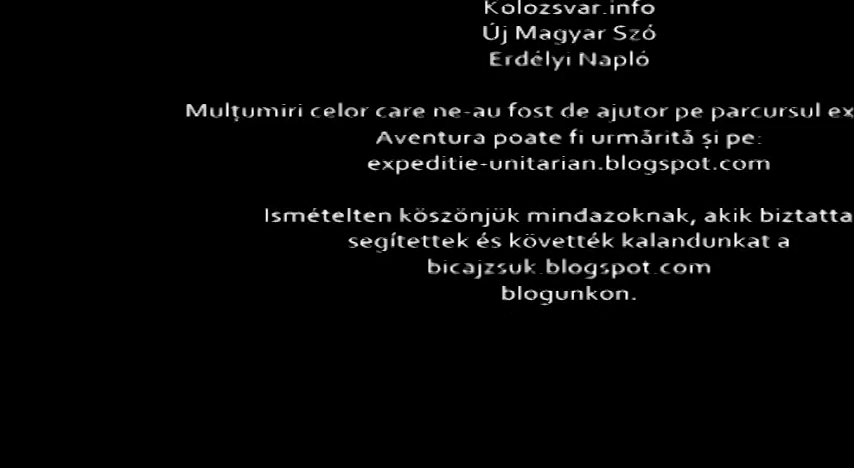 Kolozsvar.info
Új Magyar Szó
Erdélyi Napló
Mulțumiri celor care ne-au fost de ajutor pe parcursul
Aventura poate fi urmărită și pe:
expeditie-unitarian.blogspot.com
Ismételten köszönjük mindazoknak, akik
segítettek és követték kalandunkat a
bicajzsuk.blogspot.com
blogunkon.